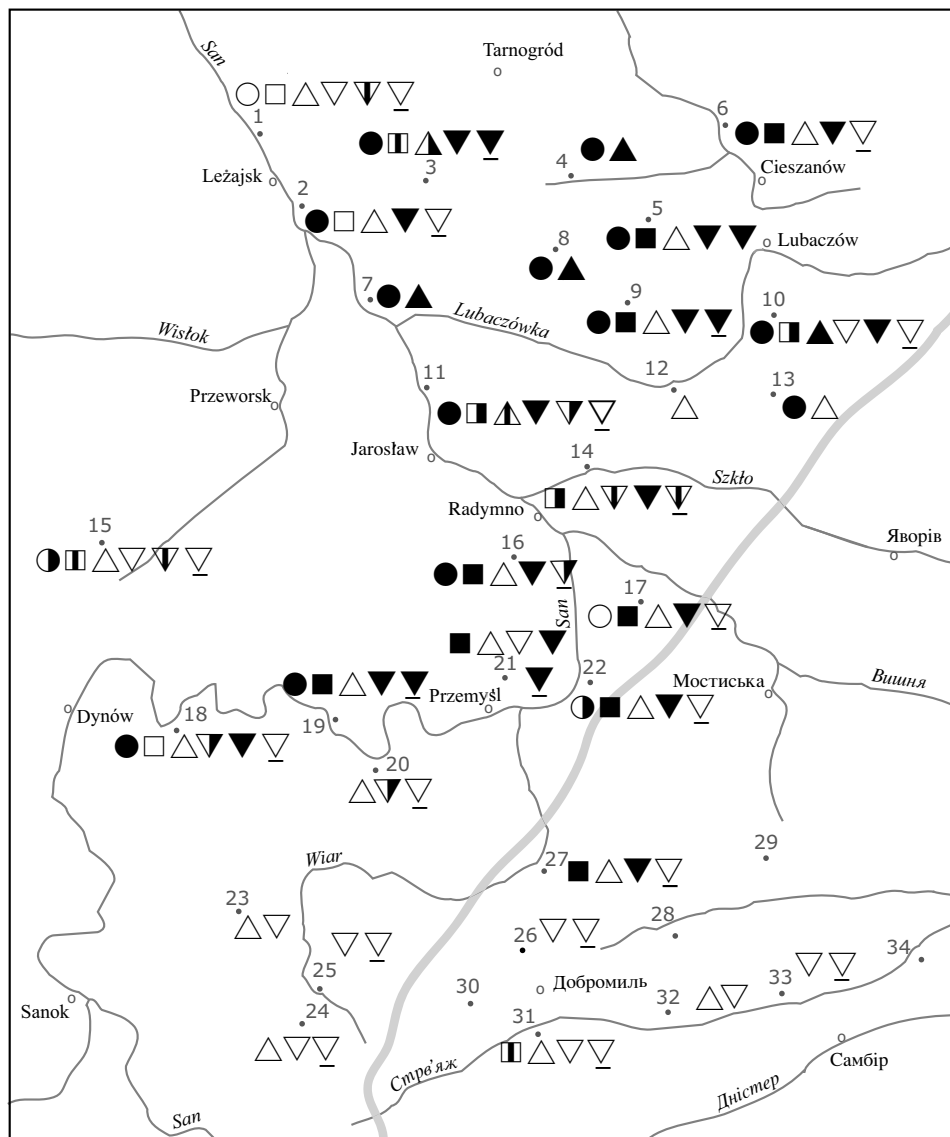 San
Tarnogród
1
6
3
4
Cieszanów
Leżajsk
2
5
8
Lubaczów
7
9
10
Lubaczówka
Wisłok
11
12
13
Przeworsk
Jarosław
14
Szkło
Radymno
15
16
Яворів
17
San
21
22
Мостиська
Вишня
Dynów
Przemyśl
18
19
20
29
Wiar
27
23
26
28
34
25
33
Добромиль
30
32
Sanok
24
31
Самбір
Стрв'яж
Дністер
San